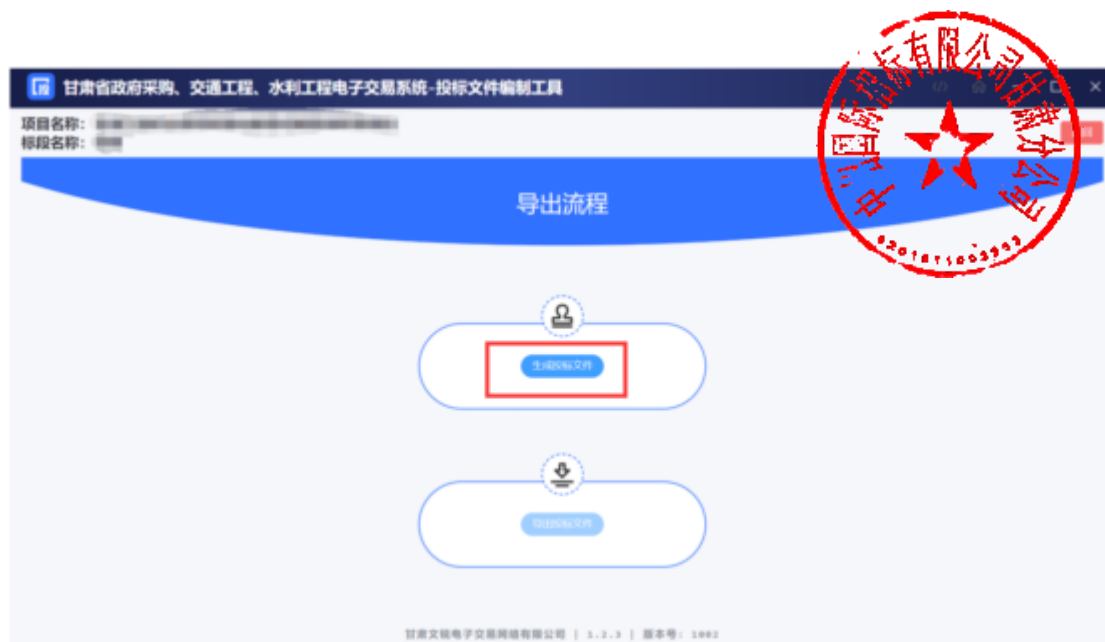 甘肃省政府采购、交通工程、水利工程电子交易系统-投标文件编制工具
项目名称:
标段名称:
导出流程
生成投标文件
导出投标文件
甘肃文锐电子交易网络有限公司 | 1.2.3 | 版本号: 1002
国际招标有限公司甘肃分公司